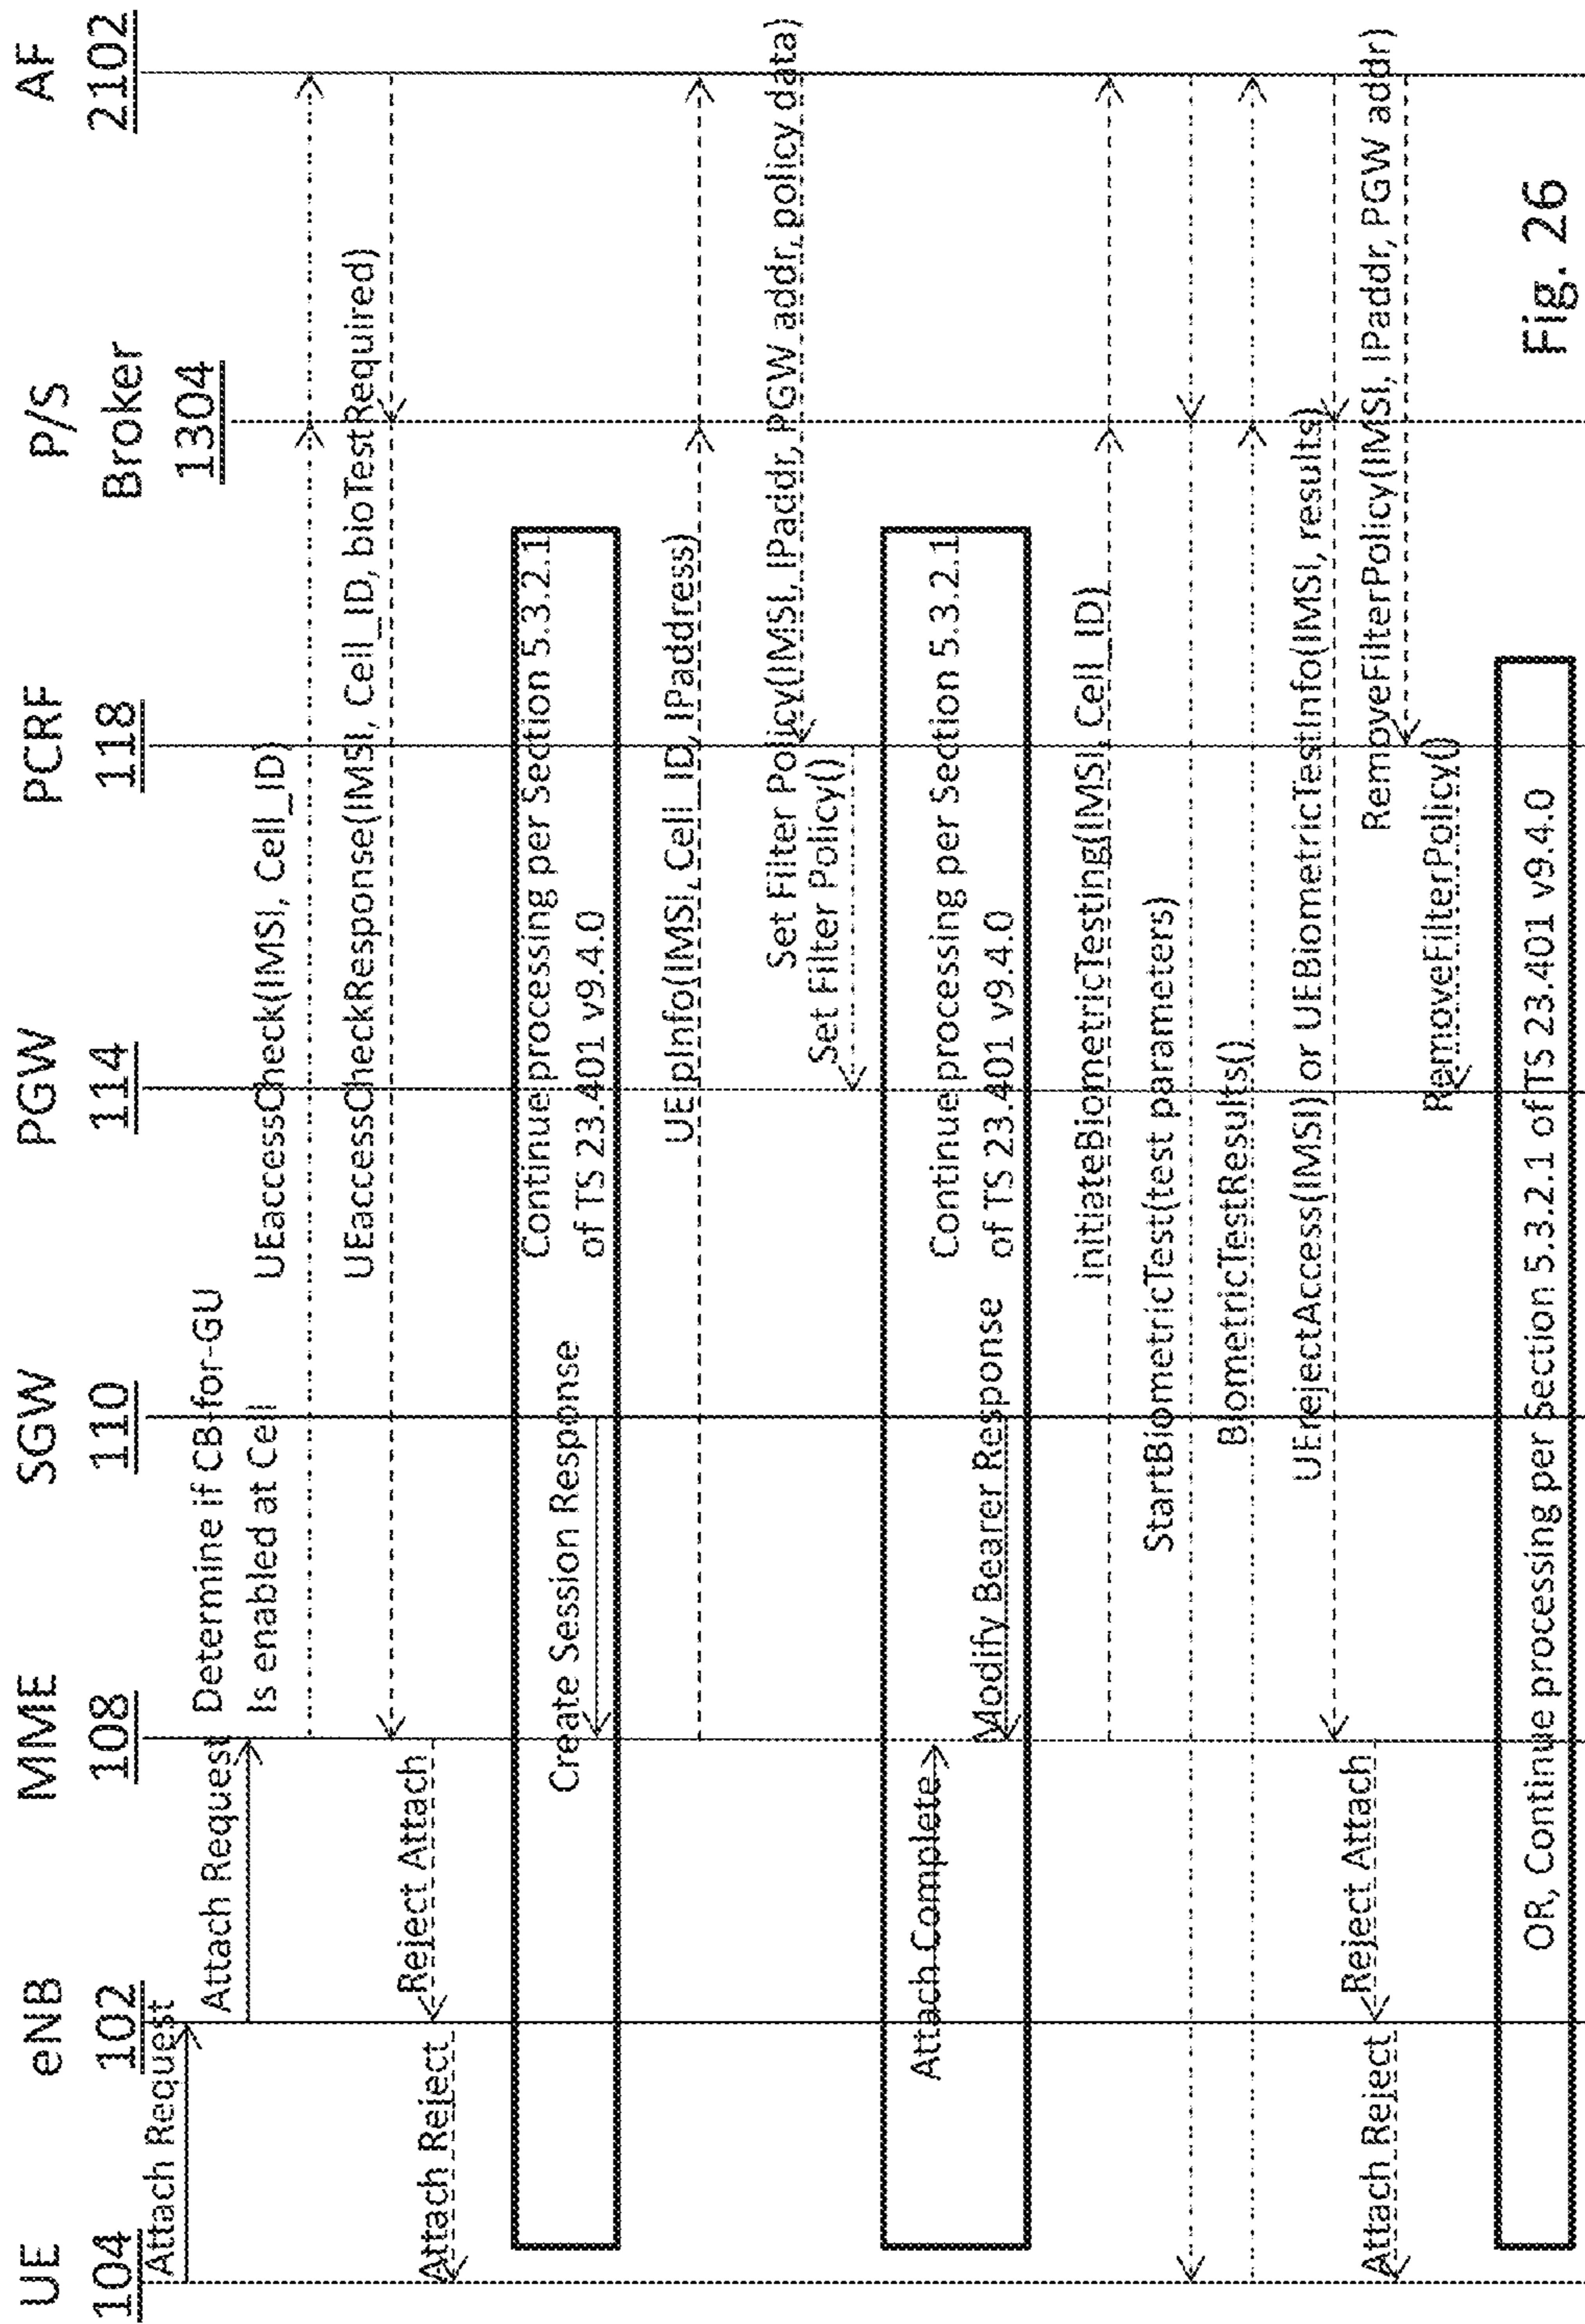 UE
104
eNB
102
MME
108
SGW
110
PGW
114
PCRF
118
P/S
Broker
1304
AF
2102
Attach Request
Attach Request
Determine if CB-for-GU
Is enabled at Cell
UEaccessCheck(IMSI, Cell_ID)
UEaccessCheckResponse(IMSI, Cell_ID, bioTestRequired)
Reject Attach
Attach Reject
Continue processing per Section 5.3.2.1
of TS 23.401 v9.4.0
Create Session Response
UEipInfo(IMSI, Cell_ID, IPaddress)
Set Filter Policy(IMSI, IPaddr, PGW addr, policy data)
Set Filter Policy()
Continue processing per Section 5.3.2.1
of TS 23.401 v9.4.0
Attach Complete
Modify Bearer Response
InitiateBiometricTesting(IMSI, Cell_ID)
StartBiometricTest(test parameters)
BiometricTestResults()
UErejectAccess(IMSI) or UEBiometricTestInfo(IMSI, results)
Reject Attach
Attach Reject
RemoveFilterPolicy(IMSI, IPaddr, PGW addr)
RemoveFilterPolicy()
OR, Continue processing per Section 5.3.2.1 of TS 23.401 v9.4.0
Fig. 26